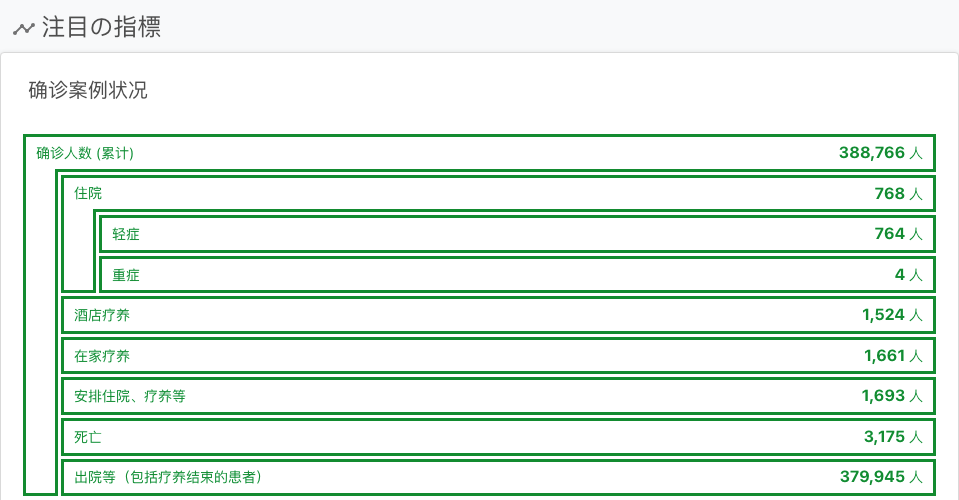 注目の指標
确诊案例状况
确诊人数 (累计) 388,766 人
住院 768 人
轻症 764 人
重症 4 人
酒店疗养 1,524 人
在家疗养 1,661 人
安排住院、疗养等 1,693 人
死亡 3,175 人
出院等（包括疗养结束的患者） 379,945 人